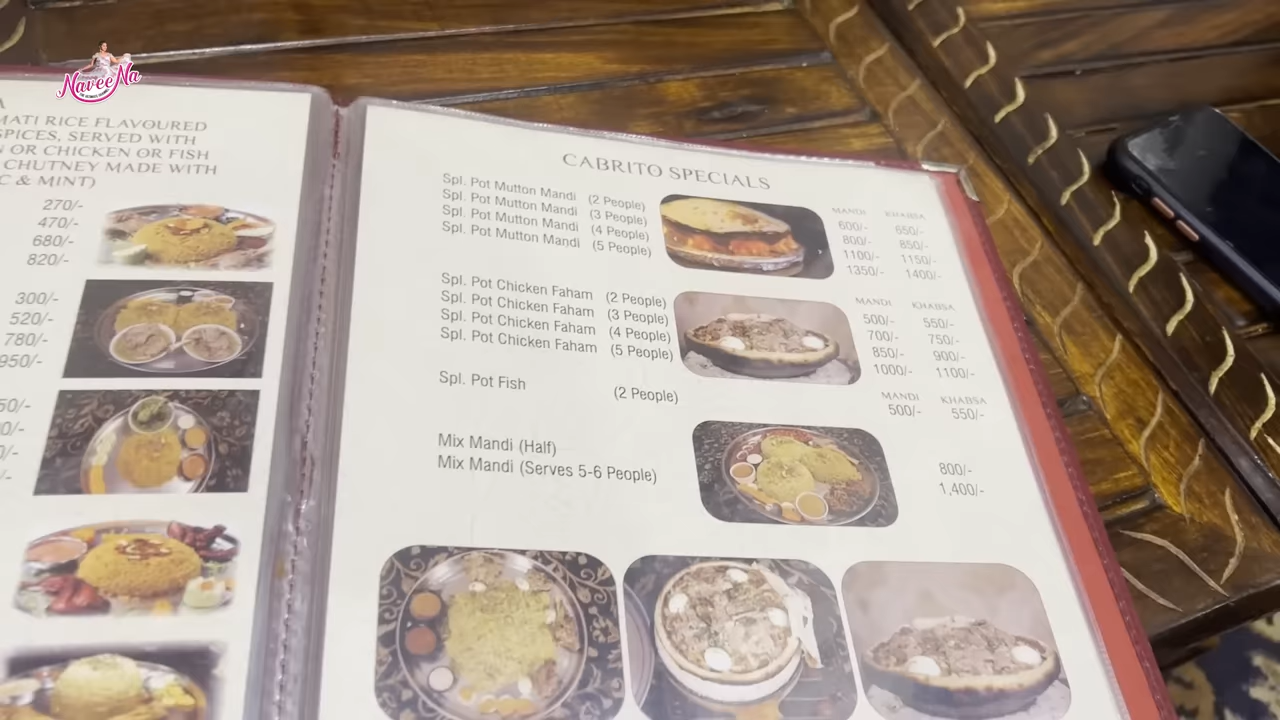 NaveeNa
MATI RICE FLAVOURED
SPICES, SERVED WITH
N OR CHICKEN OR FISH
CHUTNEY MADE WITH
C & MINT)
270/-
470/-
680/-
820/-
300/-
520/-
780/-
950/-
50/-
0/-
/-
/-
CABRITO SPECIALS
MANDI KHABSA
Spl. Pot Mutton Mandi (2 People) 600/- 650/-
Spl. Pot Mutton Mandi (3 People) 800/- 850/-
Spl. Pot Mutton Mandi (4 People) 1100/- 1150/-
Spl. Pot Mutton Mandi (5 People) 1350/- 1400/-
MANDI KHABSA
Spl. Pot Chicken Faham (2 People) 500/- 550/-
Spl. Pot Chicken Faham (3 People) 700/- 750/-
Spl. Pot Chicken Faham (4 People) 850/- 900/-
Spl. Pot Chicken Faham (5 People) 1000/- 1100/-
MANDI KHABSA
Spl. Pot Fish (2 People) 500/- 550/-
Mix Mandi (Half) 800/-
Mix Mandi (Serves 5-6 People) 1,400/-